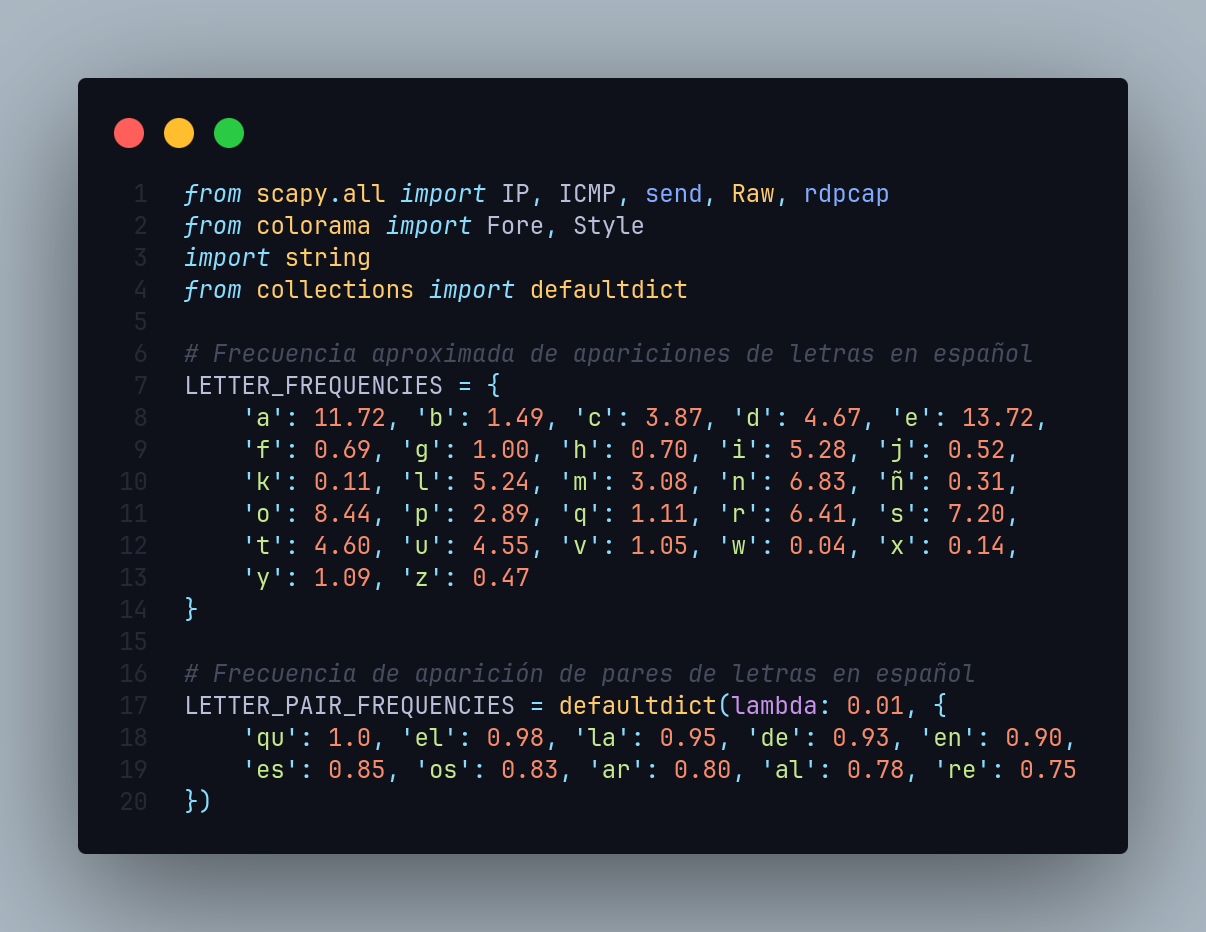 1 from scapy.all import IP, ICMP, send, Raw, rdpcap
2 from colorama import Fore, Style
3 import string
4 from collections import defaultdict
5
6 # Frecuencia aproximada de apariciones de letras en español
7 LETTER_FREQUENCIES = {
8     'a': 11.72, 'b': 1.49, 'c': 3.87, 'd': 4.67, 'e': 13.72,
9     'f': 0.69, 'g': 1.00, 'h': 0.70, 'i': 5.28, 'j': 0.52,
10     'k': 0.11, 'l': 5.24, 'm': 3.08, 'n': 6.83, 'ñ': 0.31,
11     'o': 8.44, 'p': 2.89, 'q': 1.11, 'r': 6.41, 's': 7.20,
12     't': 4.60, 'u': 4.55, 'v': 1.05, 'w': 0.04, 'x': 0.14,
13     'y': 1.09, 'z': 0.47
14 }
15
16 # Frecuencia de aparición de pares de letras en español
17 LETTER_PAIR_FREQUENCIES = defaultdict(lambda: 0.01, {
18     'qu': 1.0, 'el': 0.98, 'la': 0.95, 'de': 0.93, 'en': 0.90,
19     'es': 0.85, 'os': 0.83, 'ar': 0.80, 'al': 0.78, 're': 0.75
20 })